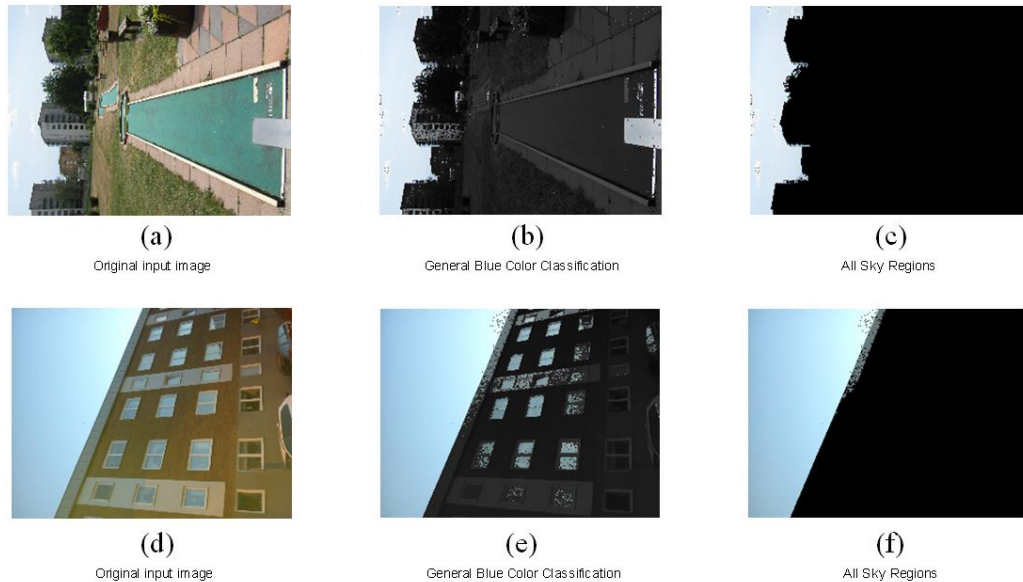 (a) (b) (c)
Original input image General Blue Color Classification All Sky Regions
(d) (e) (f)
Original input image General Blue Color Classification All Sky Regions